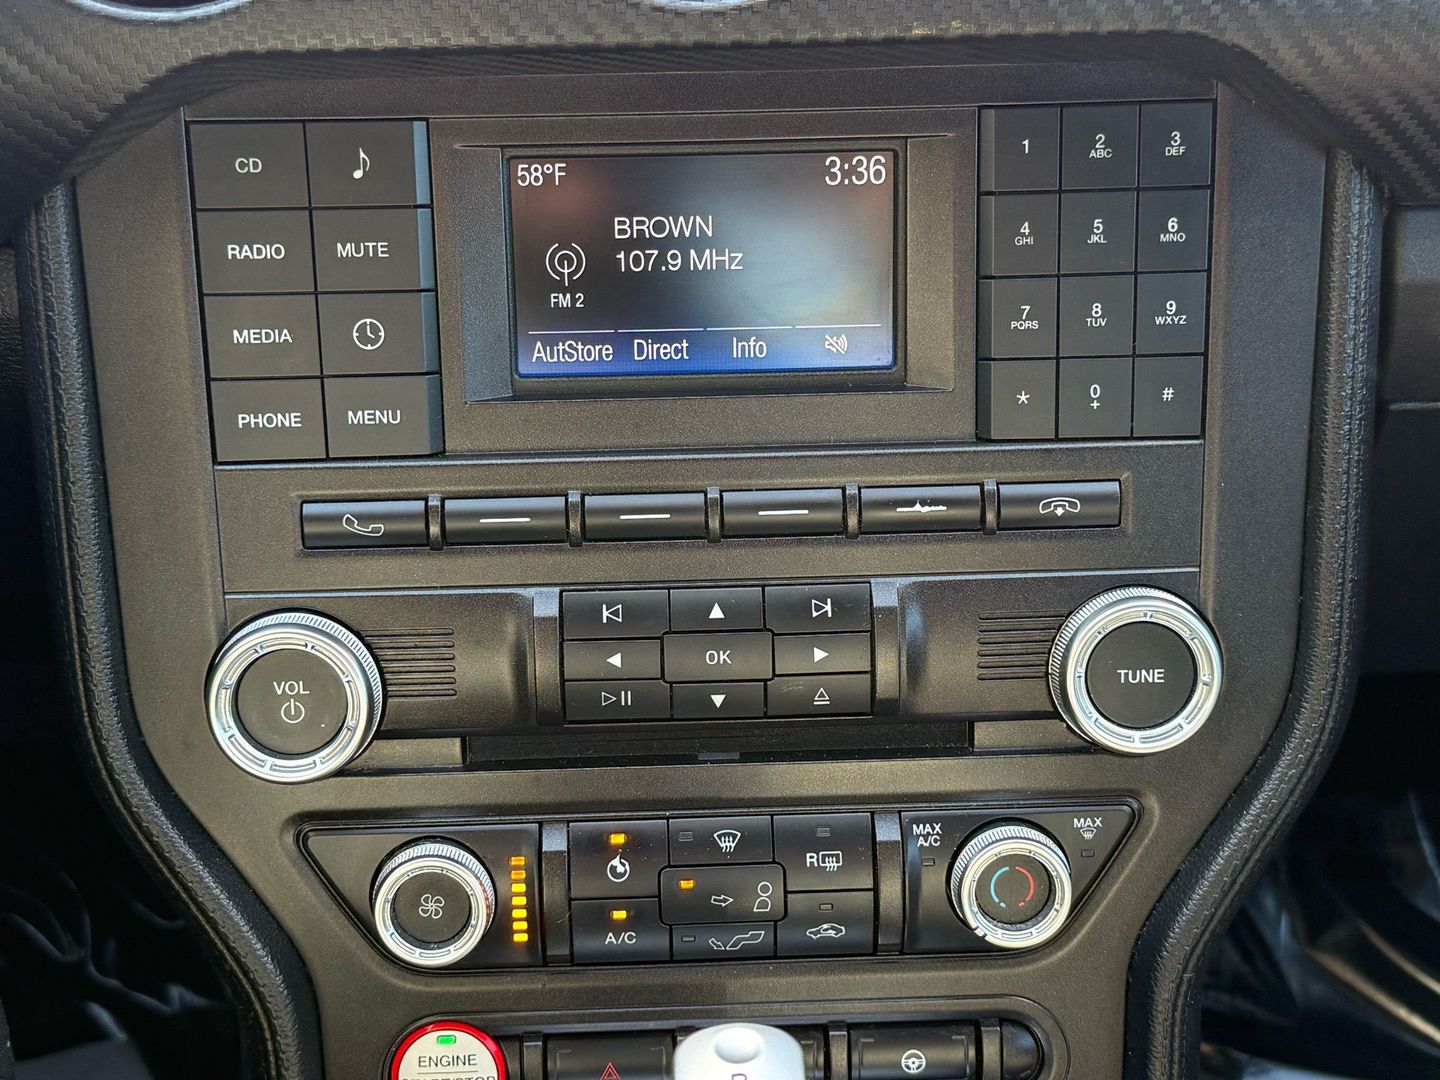 CD
RADIO
MUTE
MEDIA
PHONE
MENU
58°F
3:36
BROWN
107.9 MHz
FM 2
AutStore Direct Info
1
2
ABC
3
DEF
4
GHI
5
JKL
6
MNO
7
PQRS
8
TUV
9
WXYZ
*
0
+
#
VOL
OK
TUNE
A/C
R
MAX
A/C
MAX
ENGINE
START/STOP